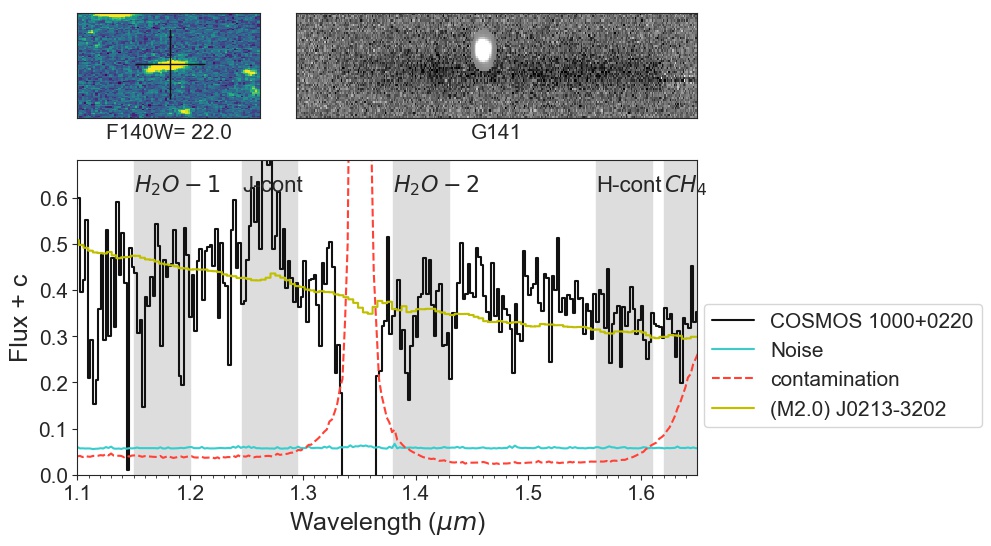 F140W= 22.0
G141
H₂O − 1
J-cont
H₂O − 2
H-cont
CH₄
Flux + c
0.6
0.5
0.4
0.3
0.2
0.1
0.0
1.1
1.2
1.3
1.4
1.5
1.6
Wavelength (μm)
COSMOS 1000+0220
Noise
contamination
(M2.0) J0213-3202